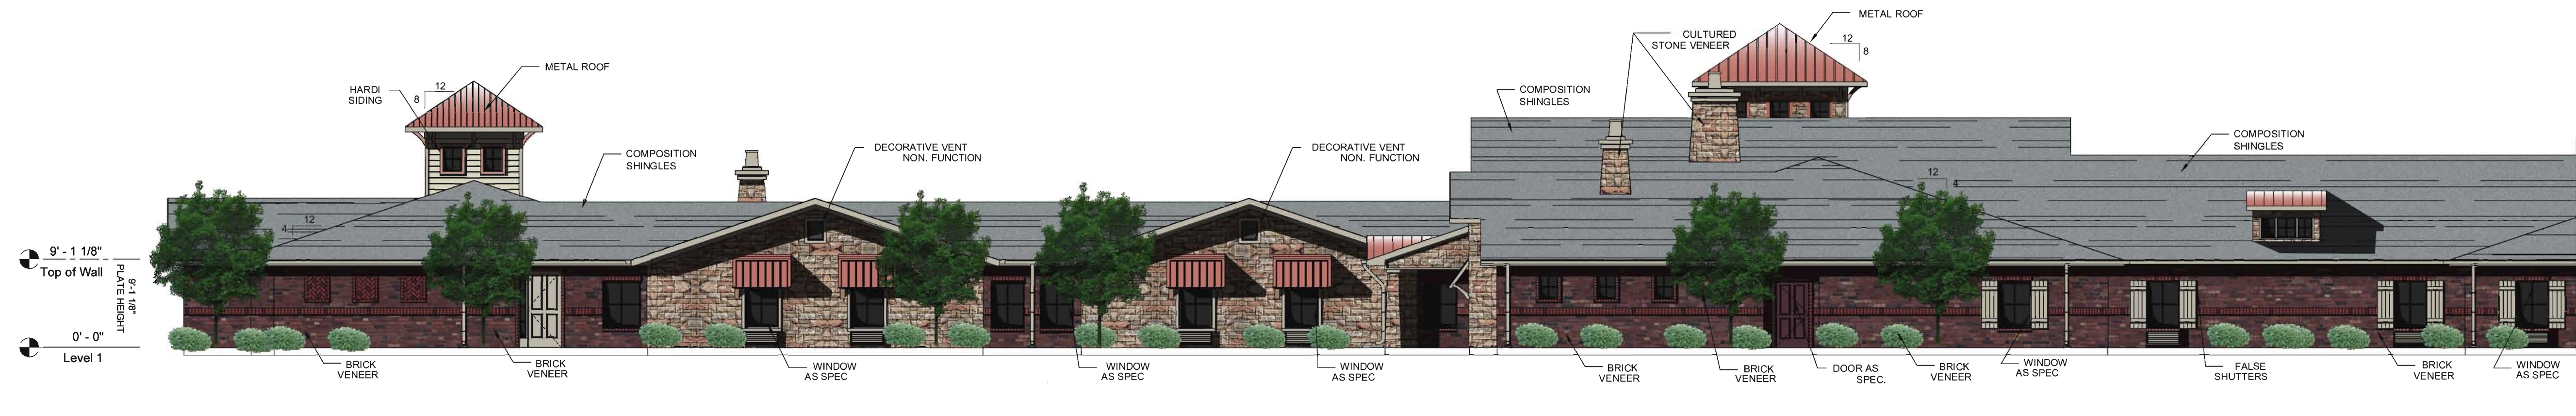 METAL ROOF
12
8
CULTURED
STONE VENEER
METAL ROOF
HARDI
SIDING
12
8
COMPOSITION
SHINGLES
COMPOSITION
SHINGLES
DECORATIVE VENT
NON. FUNCTION
DECORATIVE VENT
NON. FUNCTION
COMPOSITION
SHINGLES
12
4
12
4
9' - 1 1/8"
Top of Wall
9'-1 1/8"
PLATE HEIGHT
0' - 0"
Level 1
BRICK
VENEER
BRICK
VENEER
WINDOW
AS SPEC
WINDOW
AS SPEC
WINDOW
AS SPEC
BRICK
VENEER
BRICK
VENEER
DOOR AS
SPEC.
BRICK
VENEER
WINDOW
AS SPEC
FALSE
SHUTTERS
BRICK
VENEER
WINDOW
AS SPEC